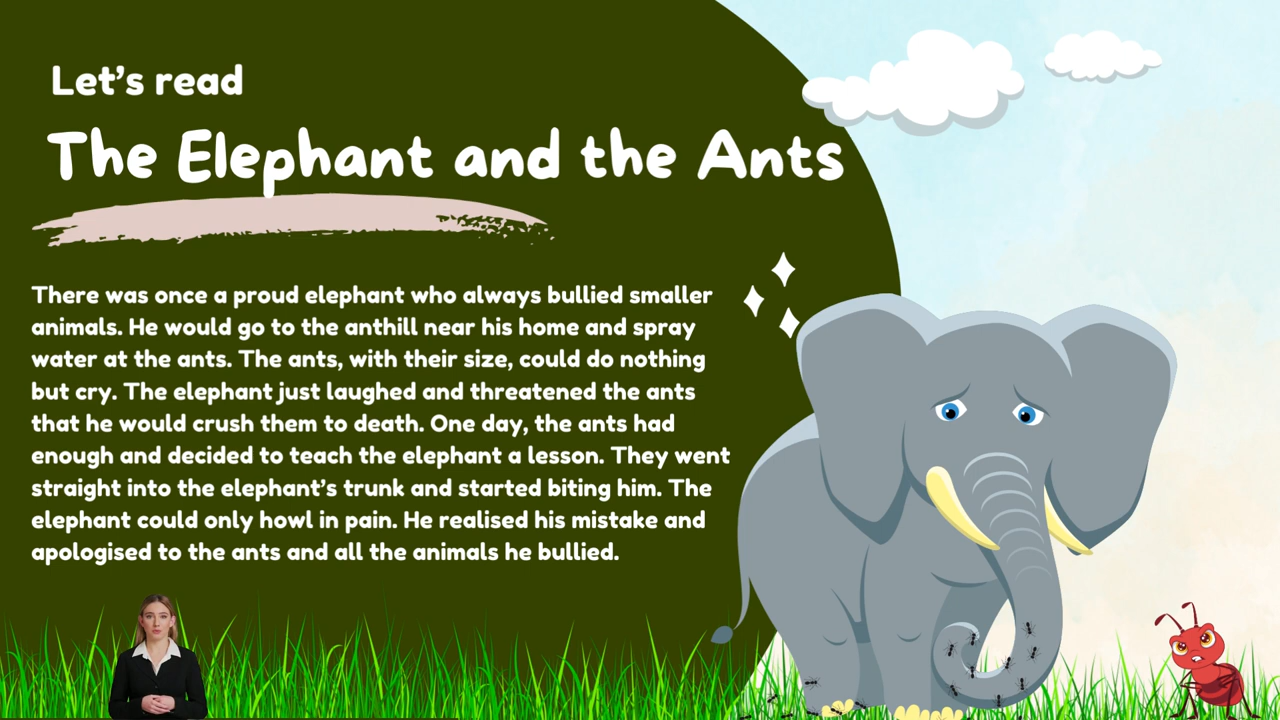 Let's read
The Elephant and the Ants
There was once a proud elephant who always bullied smaller
animals. He would go to the anthill near his home and spray
water at the ants. The ants, with their size, could do nothing
but cry. The elephant just laughed and threatened the ants
that he would crush them to death. One day, the ants had
enough and decided to teach the elephant a lesson. They went
straight into the elephant’s trunk and started biting him. The
elephant could only howl in pain. He realised his mistake and
apologised to the ants and all the animals he bullied.